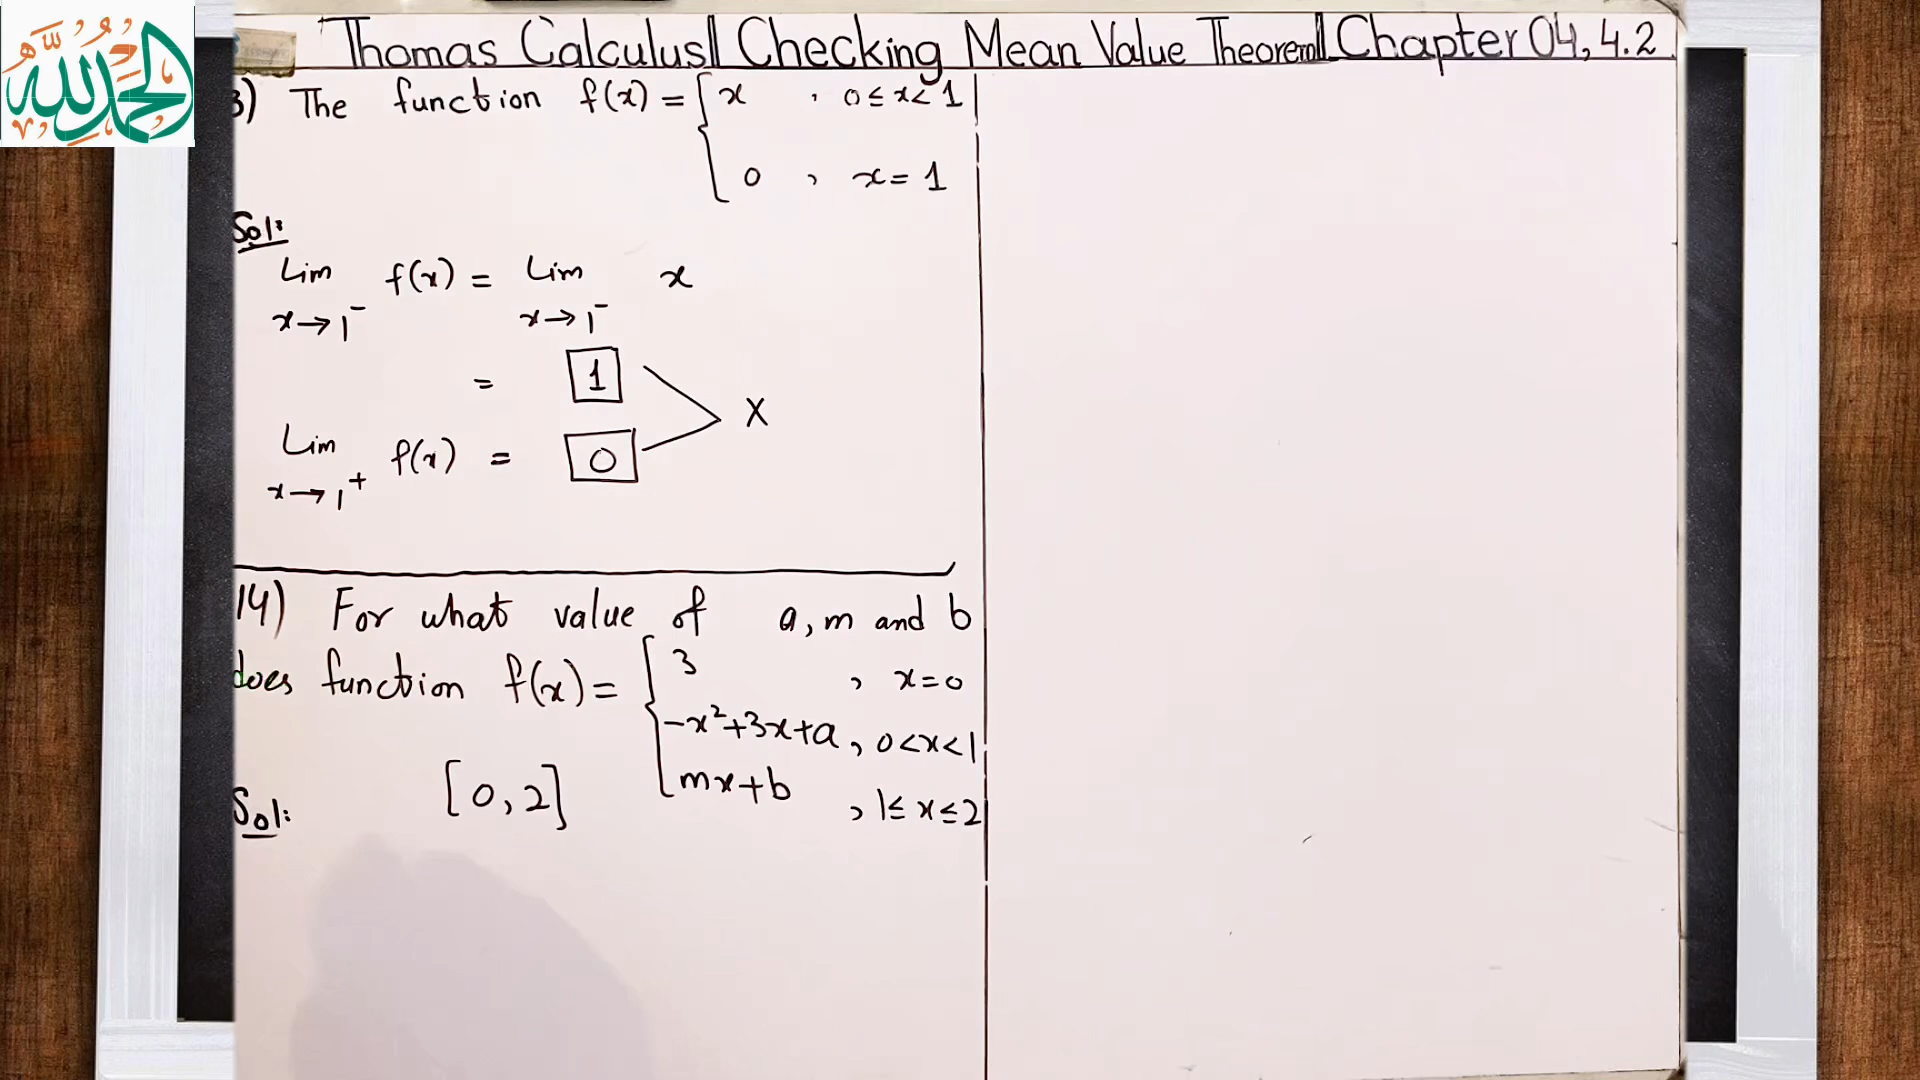 الحمد لله
Thomas Calculus|| Checking Mean Value Theorem|| Chapter 04, 4.2
3) The function f(x) = { x , 0 ≤ x < 1
0 , x = 1
Sol:
Lim x→1⁻ f(x) = Lim x→1⁻ x
= 1
X
Lim x→1⁺ f(x) = 0
14) For what value of a, m and b
does function f(x) = { 3 , x = 0
-x²+3x+a , 0<x<1
mx+b , 1≤ x ≤2
[0,2]
Sol: